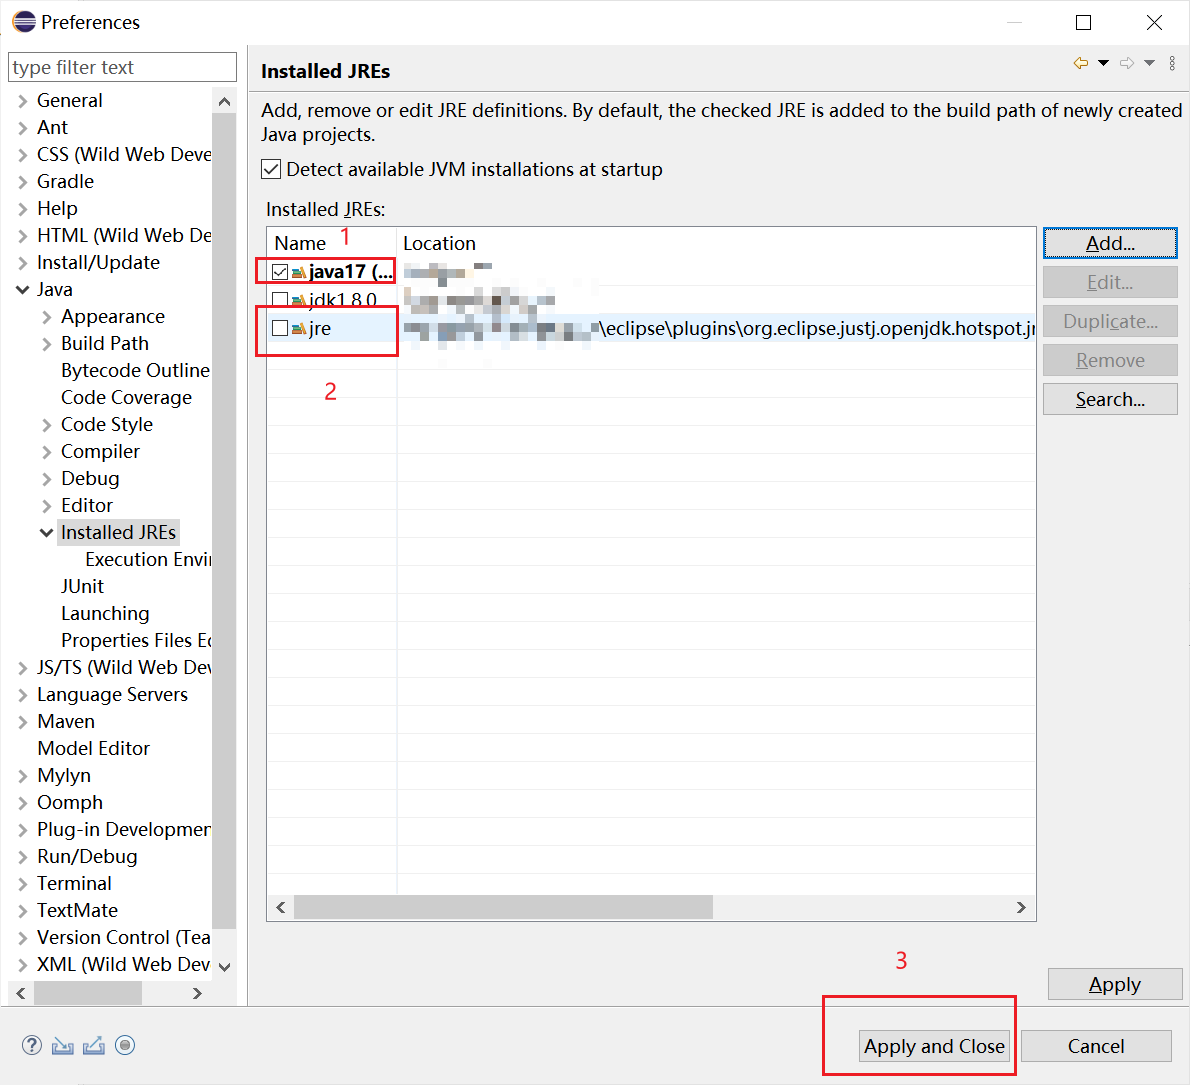 Preferences
type filter text
General
Ant
CSS (Wild Web Deve
Gradle
Help
HTML (Wild Web De
Install/Update
Java
Appearance
Build Path
Bytecode Outline
Code Coverage
Code Style
Compiler
Debug
Editor
Installed JREs
Execution Envi
JUnit
Launching
Properties Files Ed
JS/TS (Wild Web Dev
Language Servers
Maven
Model Editor
Mylyn
Oomph
Plug-in Developmen
Run/Debug
Terminal
TextMate
Version Control (Tea
XML (Wild Web Dev
Installed JREs
Add, remove or edit JRE definitions. By default, the checked JRE is added to the build path of newly created
Java projects.
Detect available JVM installations at startup
Installed JREs:
1
Name Location
java17 (...
jdk1.8.0
jre \eclipse\plugins\org.eclipse.justj.openjdk.hotspot.jr
2
Add...
Edit...
Duplicate...
Remove
Search...
3
Apply
Apply and Close
Cancel